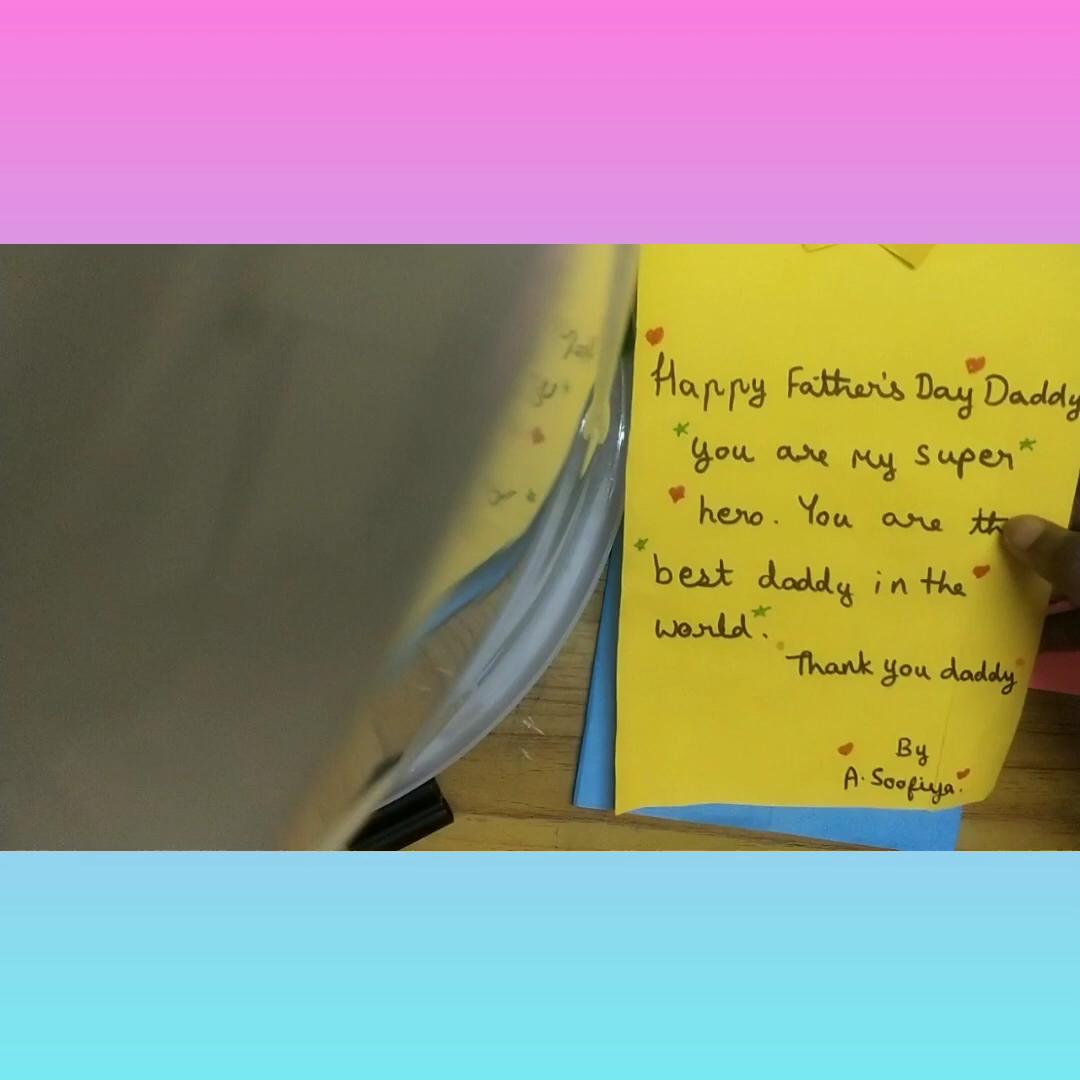 Happy Father's Day Daddy
You are my super
hero. You are
best daddy in the
world.
Thank you daddy
By
A. Soofiya.